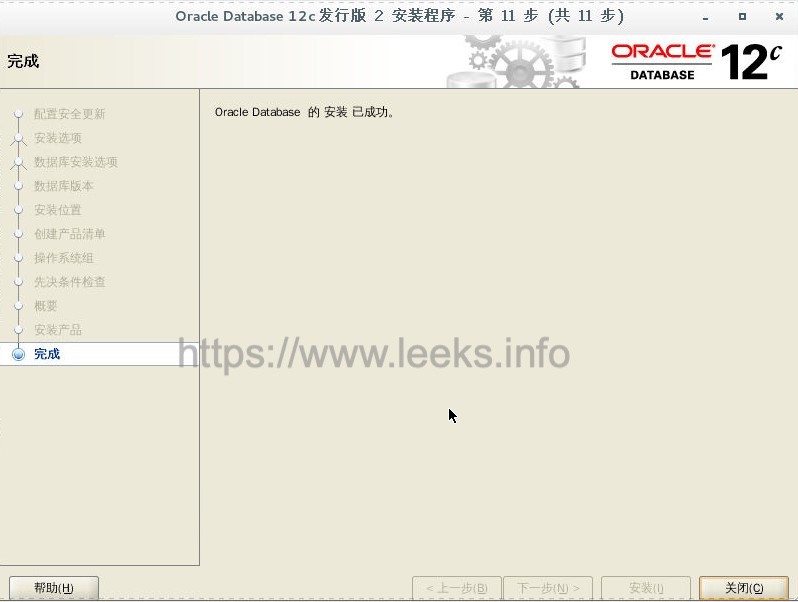 Oracle Database 12c 发行版 2 安装程序 - 第 11 步 (共 11 步)
完成
ORACLE
DATABASE
12c
配置安全更新
安装选项
数据库安装选项
数据库版本
安装位置
创建产品清单
操作系统组
先决条件检查
概要
安装产品
完成
Oracle Database 的 安装 已成功。
https://www.leeks.info
帮助(H)
< 上一步(B)
下一步(N) >
安装(I)
关闭(C)